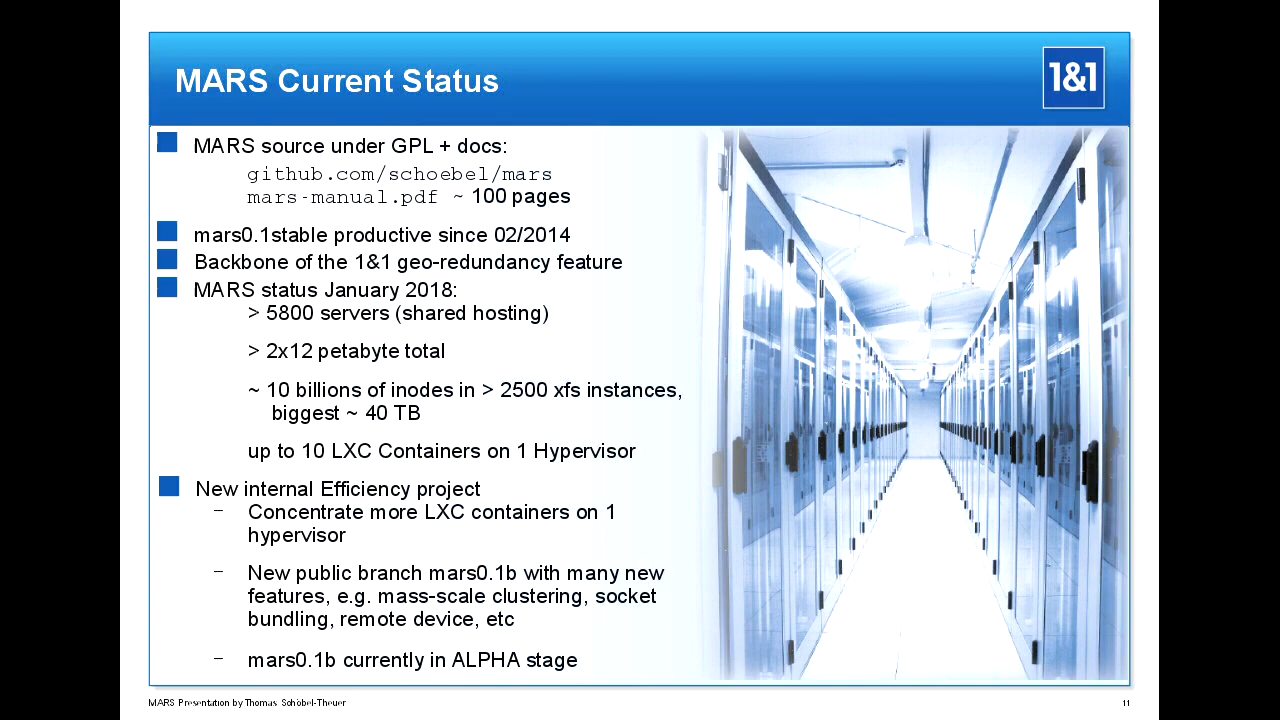 MARS Current Status
1&1
MARS source under GPL + docs:
github.com/schoebel/mars
mars-manual.pdf ~ 100 pages
mars0.1stable productive since 02/2014
Backbone of the 1&1 geo-redundancy feature
MARS status January 2018:
> 5800 servers (shared hosting)
> 2x12 petabyte total
~ 10 billions of inodes in > 2500 xfs instances,
biggest ~ 40 TB
up to 10 LXC Containers on 1 Hypervisor
New internal Efficiency project
– Concentrate more LXC containers on 1
hypervisor
– New public branch mars0.1b with many new
features, e.g. mass-scale clustering, socket
bundling, remote device, etc
– mars0.1b currently in ALPHA stage
MARS Presentation by Thomas Schöbel-Theuer
11